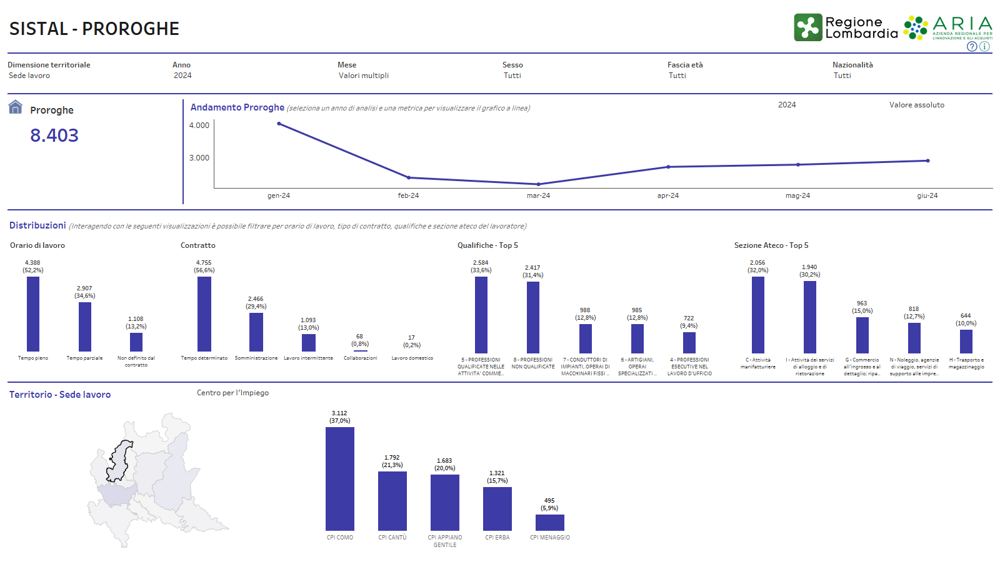 SISTAL - PROROGHE
Regione
Lombardia
ARIA
AZIENDA REGIONALE PER
L'INNOVAZIONE E GLI ACQUISTI
? i
Dimensione territoriale
Sede lavoro
Anno
2024
Mese
Valori multipli
Sesso
Tutti
Fascia età
Tutti
Nazionalità
Tutti
Proroghe
8.403
Andamento Proroghe (seleziona un anno di analisi e una metrica per visualizzare il grafico a linea)
2024
Valore assoluto
4.000
3.000
gen-24
feb-24
mar-24
apr-24
mag-24
giu-24
Distribuzioni (Interagendo con le seguenti visualizzazioni è possibile filtrare per orario di lavoro, tipo di contratto, qualifiche e sezione ateco del lavoratore)
Orario di lavoro
4.388
(52,2%)
2.907
(34,6%)
1.108
(13,2%)
Tempo pieno
Tempo parziale
Non definito dal
contratto
Contratto
4.755
(56,6%)
2.466
(29,4%)
1.093
(13,0%)
68
(0,8%)
17
(0,2%)
Tempo determinato
Somministrazione
Lavoro intermittente
Collaborazioni
Lavoro domestico
Qualifiche - Top 5
2.584
(33,6%)
2.417
(31,4%)
988
(12,8%)
985
(12,8%)
722
(9,4%)
5 - PROFESSIONI
QUALIFICATE NELLE
ATTIVITA' COMME..
8 - PROFESSIONI
NON QUALIFICATE
7 - CONDUTTORI DI
IMPIANTI, OPERAI DI
MACCHINARI FISSI ..
6 - ARTIGIANI,
OPERAI
SPECIALIZZATI ..
4 - PROFESSIONI
ESECUTIVE NEL
LAVORO D'UFFICIO
Sezione Ateco - Top 5
2.056
(32,0%)
1.940
(30,2%)
963
(15,0%)
818
(12,7%)
644
(10,0%)
C - Attività
manifatturiere
I - Attività dei servizi
di alloggio e di
ristorazione
G - Commercio
all'ingrosso e al
dettaglio; ripa..
N - Noleggio, agenzie
di viaggio, servizi di
supporto alle impre..
H - Trasporto e
magazzinaggio
Territorio - Sede lavoro
Centro per l'Impiego
3.112
(37,0%)
1.792
(21,3%)
1.683
(20,0%)
1.321
(15,7%)
495
(5,9%)
CPI COMO
CPI CANTÙ
CPI APPIANO
GENTILE
CPI ERBA
CPI MENAGGIO